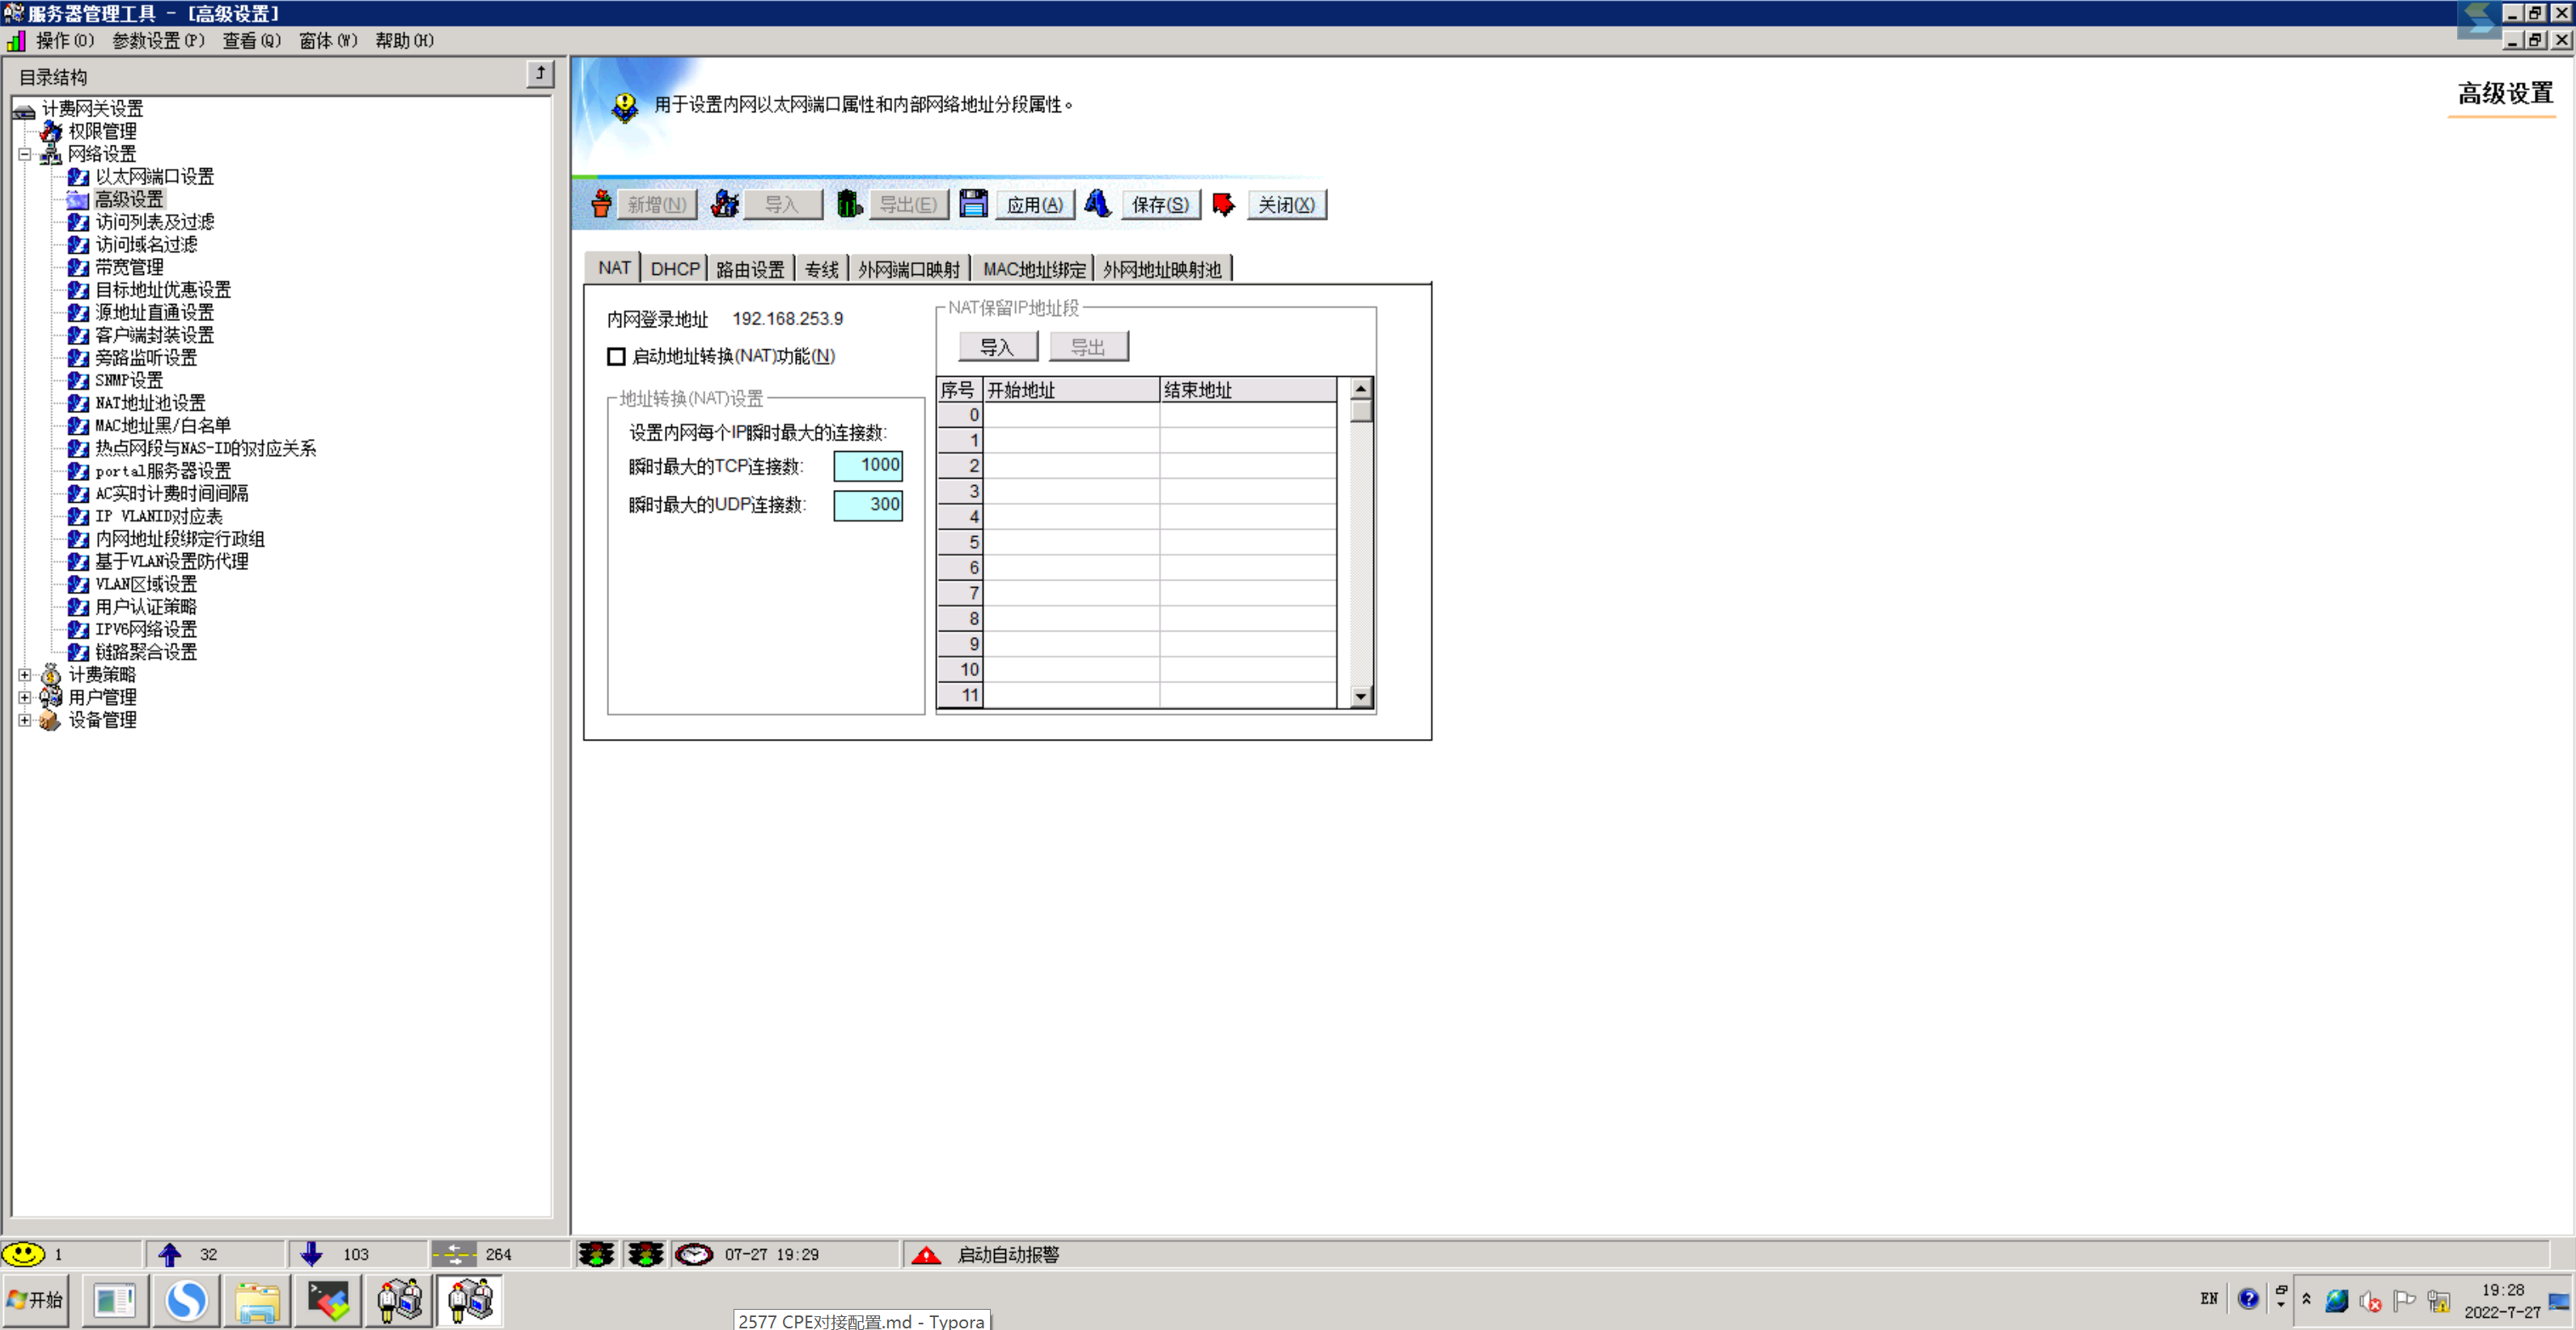 服务器管理工具 - [高级设置]
操作(O) 参数设置(P) 查看(Q) 窗体(W) 帮助(H)
目录结构
计费网关设置
权限管理
网络设置
以太网端口设置
高级设置
访问列表及过滤
访问域名过滤
带宽管理
目标地址优惠设置
源地址直通设置
客户端封装设置
旁路监听设置
SNMP设置
NAT地址池设置
MAC地址黑/白名单
热点网段与NAS-ID的对应关系
portal服务器设置
AC实时计费时间间隔
IP VLANID对应表
内网地址段绑定行政组
基于VLAN设置防代理
VLAN区域设置
用户认证策略
IPV6网络设置
链路聚合设置
计费策略
用户管理
设备管理
用于设置内网以太网端口属性和内部网络地址分段属性。
高级设置
新增(N) 导入 导出(E) 应用(A) 保存(S) 关闭(X)
NAT DHCP 路由设置 专线 外网端口映射 MAC地址绑定 外网地址映射池
内网登录地址 192.168.253.9
启动地址转换(NAT)功能(N)
地址转换(NAT)设置
设置内网每个IP瞬时最大的连接数:
瞬时最大的TCP连接数: 1000
瞬时最大的UDP连接数: 300
NAT保留IP地址段
导入 导出
序号 开始地址 结束地址
0
1
2
3
4
5
6
7
8
9
10
11
1 32 103 264 07-27 19:29 启动自动报警
开始
2577 CPE对接配置.md - Typora
EN
19:28
2022-7-27